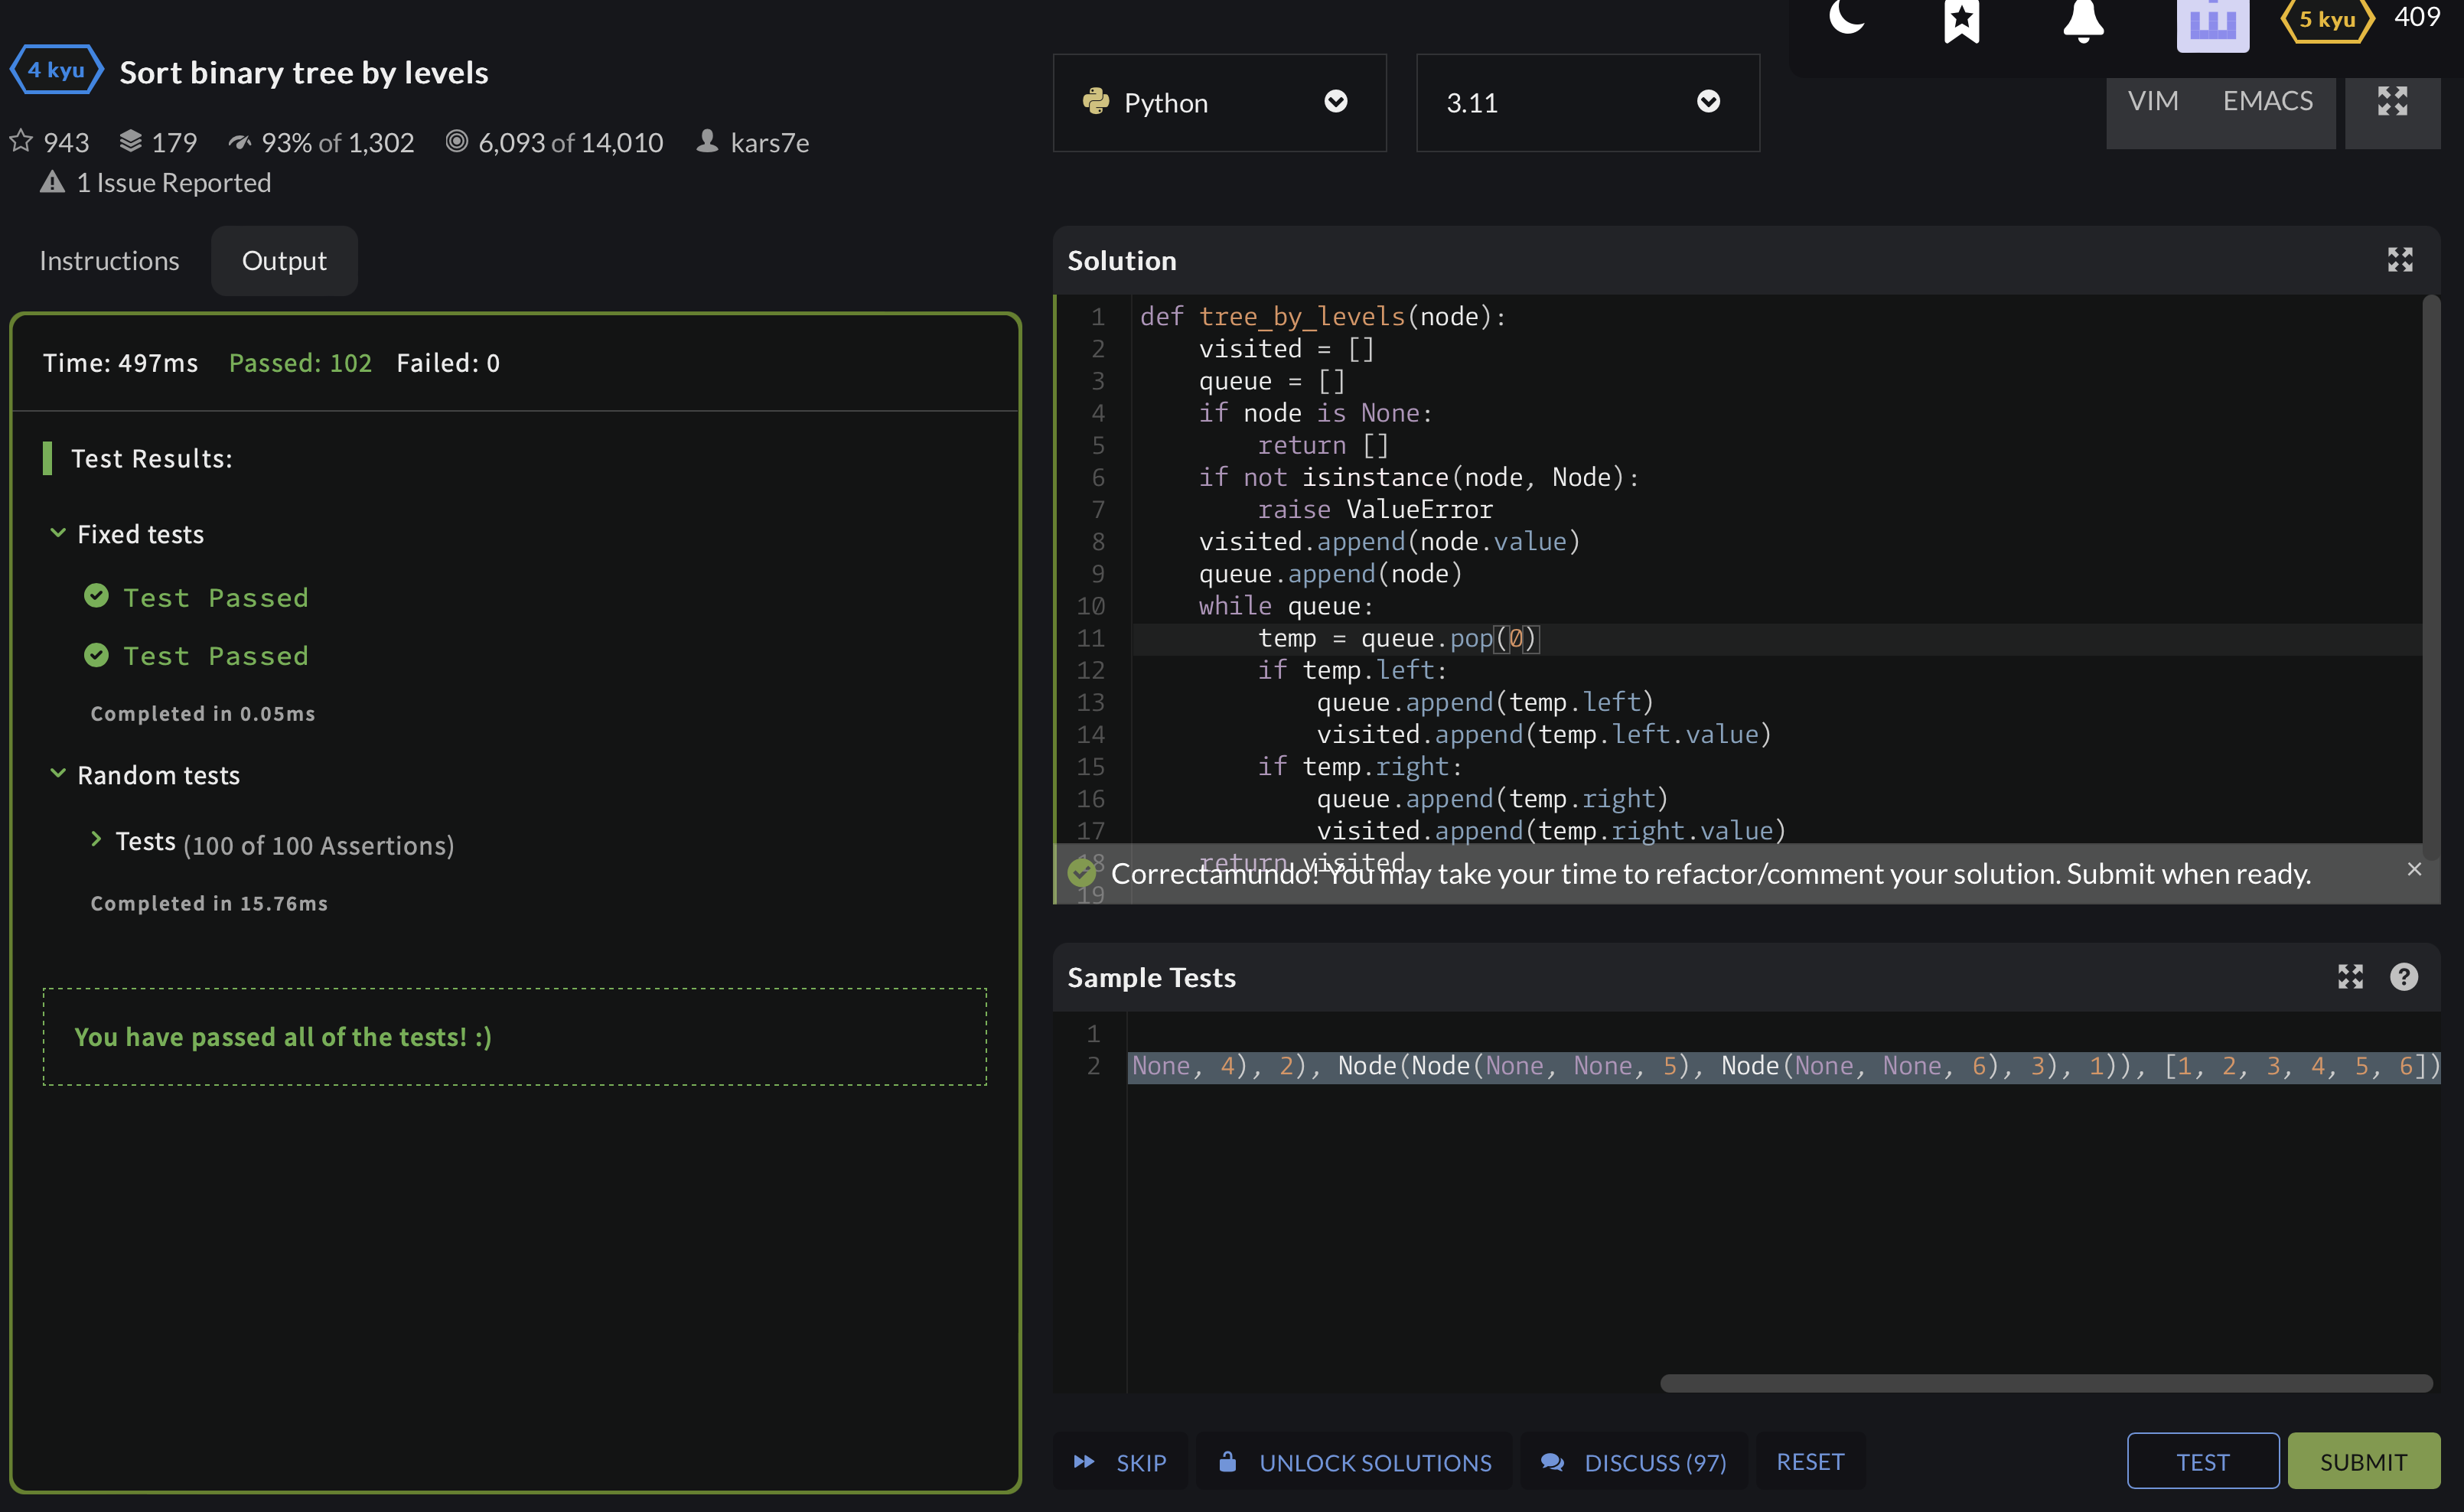 5 kyu 409
4 kyu Sort binary tree by levels
943 179 93% of 1,302 6,093 of 14,010 kars7e
1 Issue Reported
Python 3.11 VIM EMACS
Instructions Output
Time: 497ms Passed: 102 Failed: 0
Test Results:
Fixed tests
Test Passed
Test Passed
Completed in 0.05ms
Random tests
Tests (100 of 100 Assertions)
Completed in 15.76ms
You have passed all of the tests! :)
Solution
1 def tree_by_levels(node):
2 visited = []
3 queue = []
4 if node is None:
5 return []
6 if not isinstance(node, Node):
7 raise ValueError
8 visited.append(node.value)
9 queue.append(node)
10 while queue:
11 temp = queue.pop(0)
12 if temp.left:
13 queue.append(temp.left)
14 visited.append(temp.left.value)
15 if temp.right:
16 queue.append(temp.right)
17 visited.append(temp.right.value)
18 return visited
Correctamundo! You may take your time to refactor/comment your solution. Submit when ready. ×
19
Sample Tests
1
2 None, 4), 2), Node(Node(None, None, 5), Node(None, None, 6), 3), 1)), [1, 2, 3, 4, 5, 6])
SKIP UNLOCK SOLUTIONS DISCUSS (97) RESET TEST SUBMIT